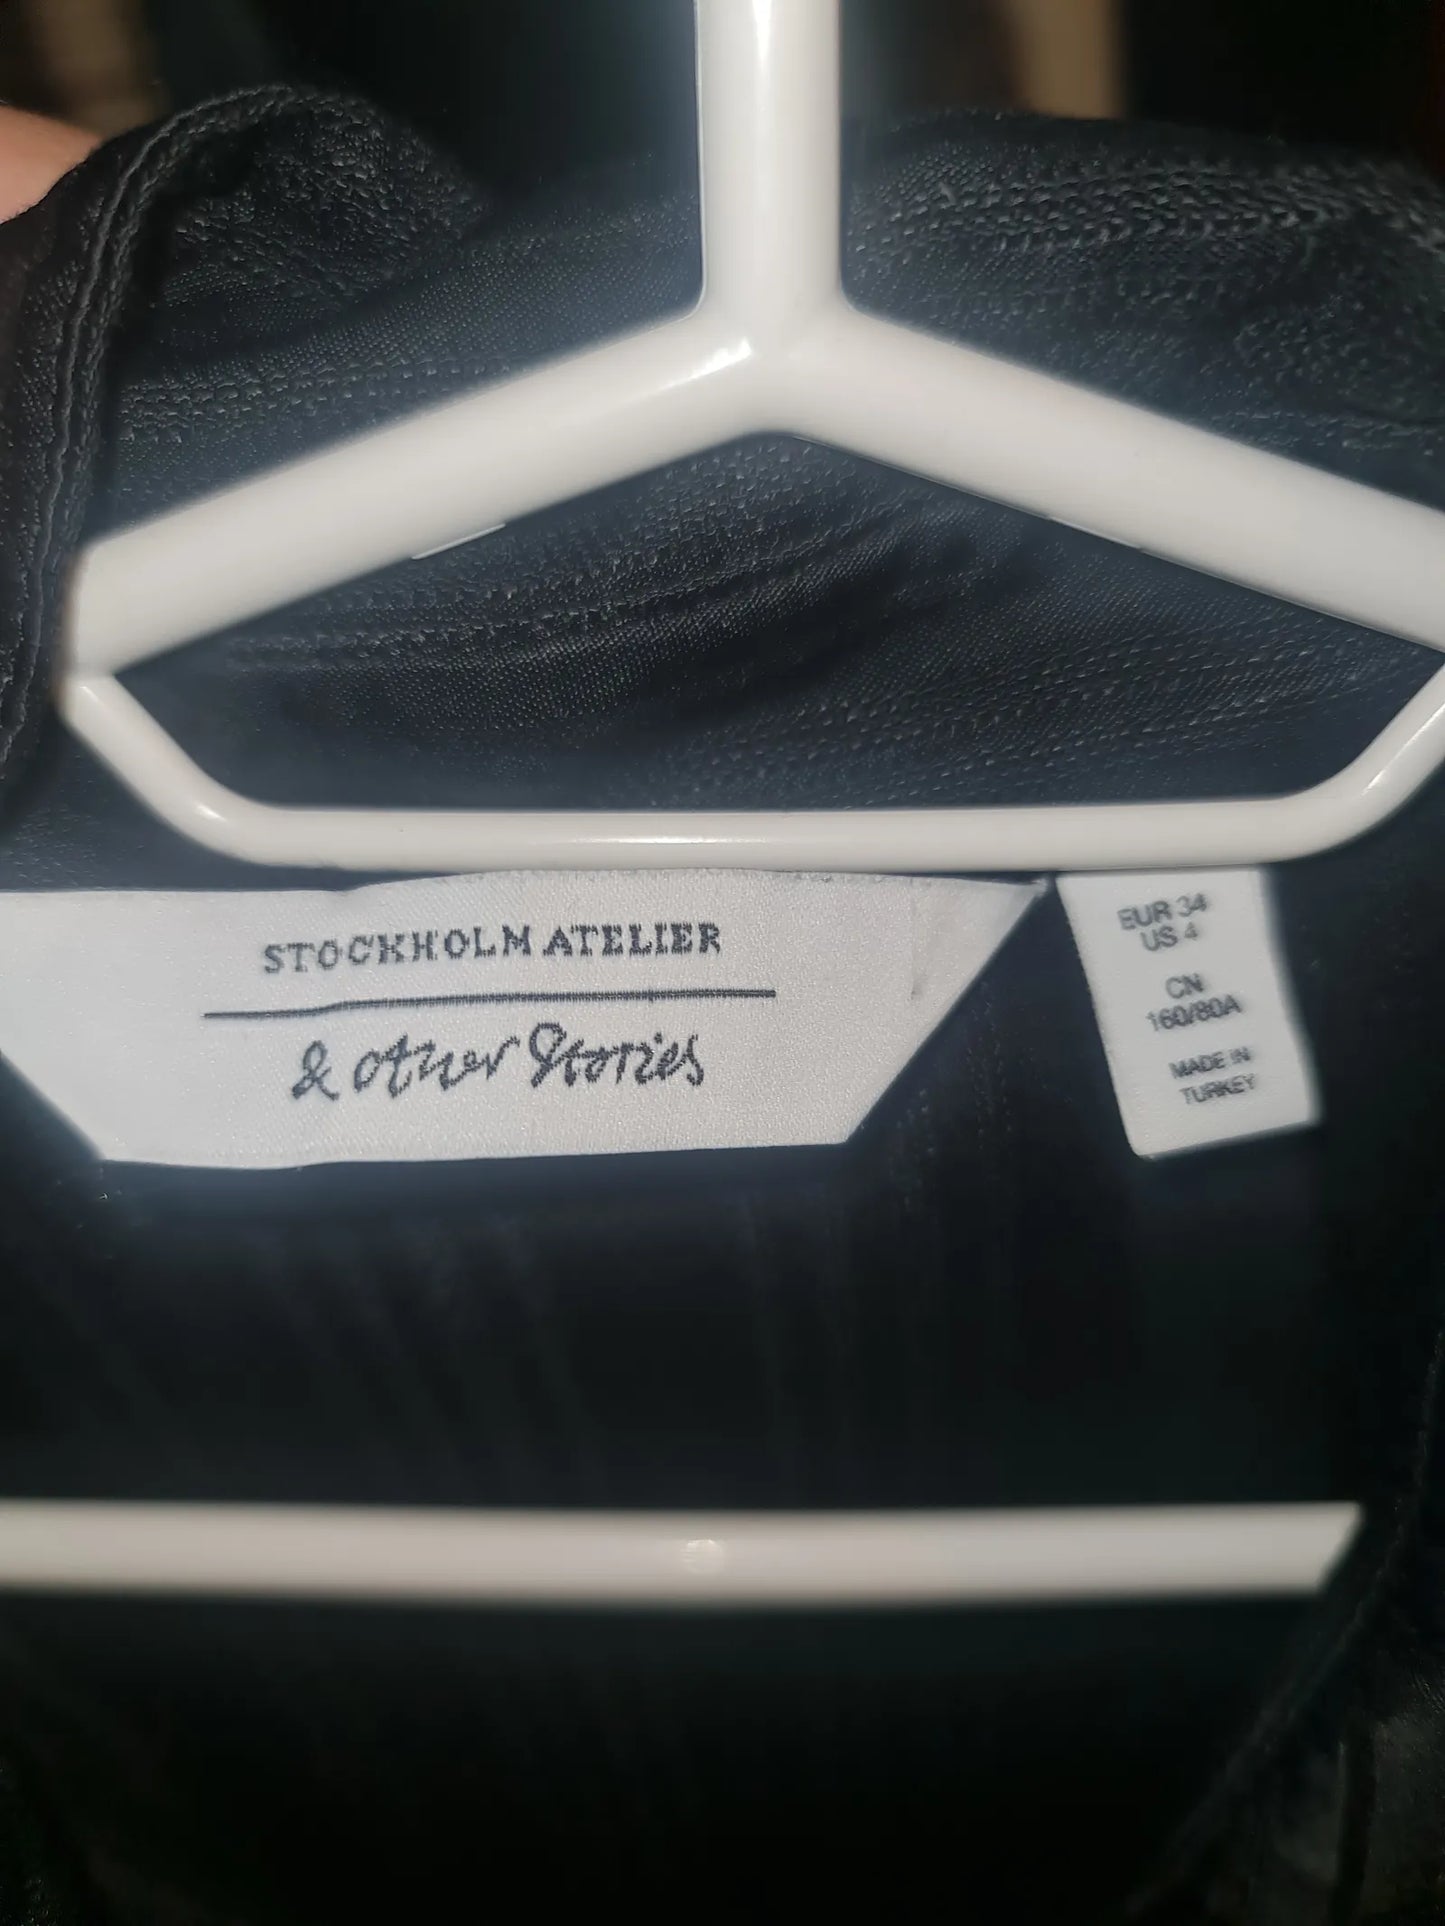 STOCKHOLM ATELIER
& other Stories
EUR 34
US 4
CN
160/80A
MADE IN
TURKEY